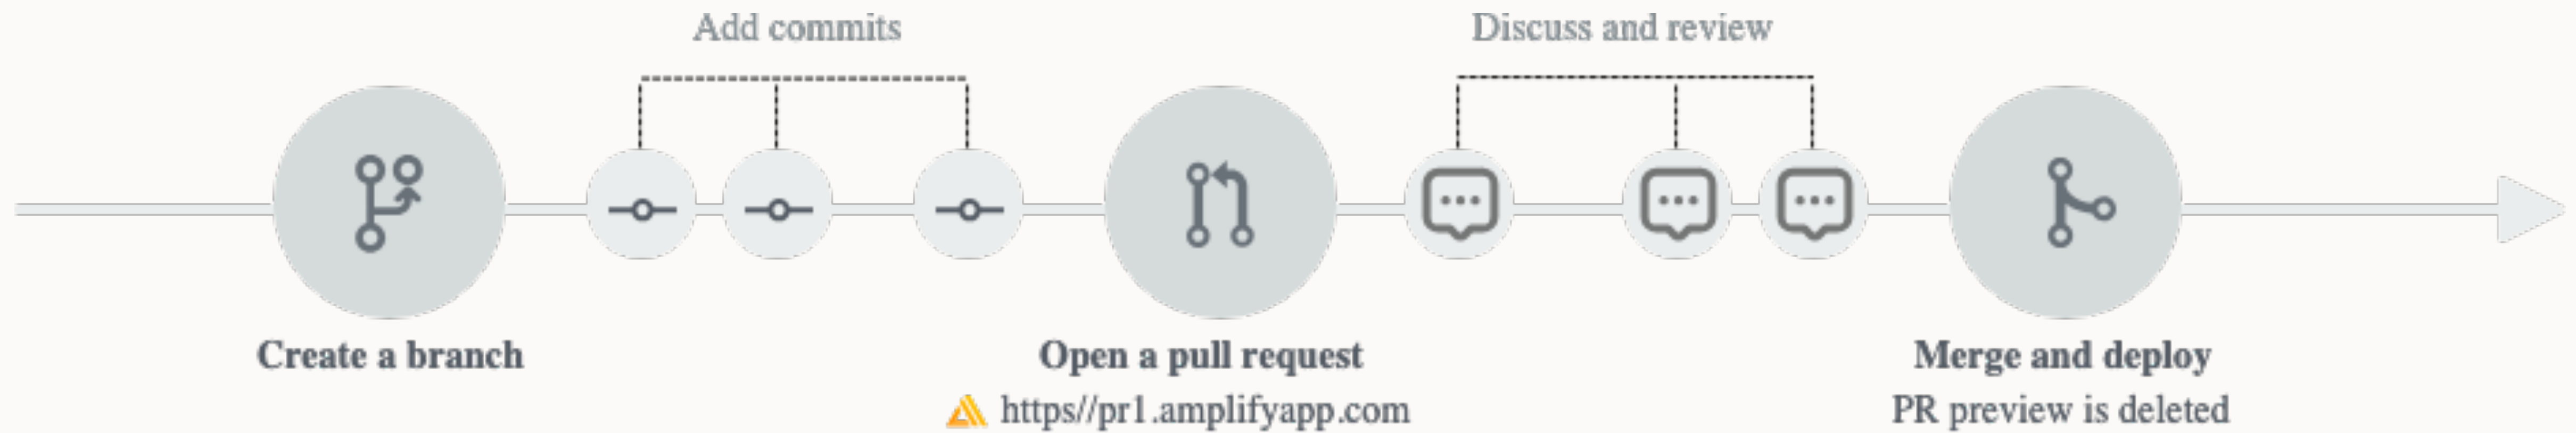 Add commits
Discuss and review
Create a branch
Open a pull request
Merge and deploy
https//pr1.amplifyapp.com
PR preview is deleted